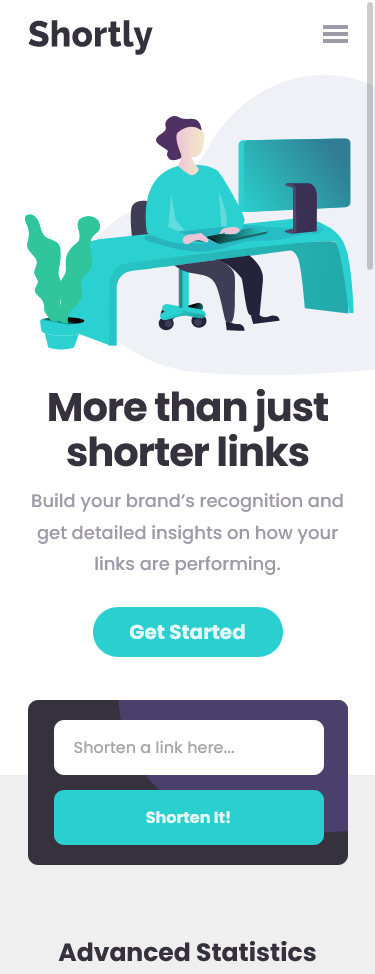 Shortly
More than just
shorter links
Build your brand’s recognition and
get detailed insights on how your
links are performing.
Get Started
Shorten a link here...
Shorten It!
Advanced Statistics